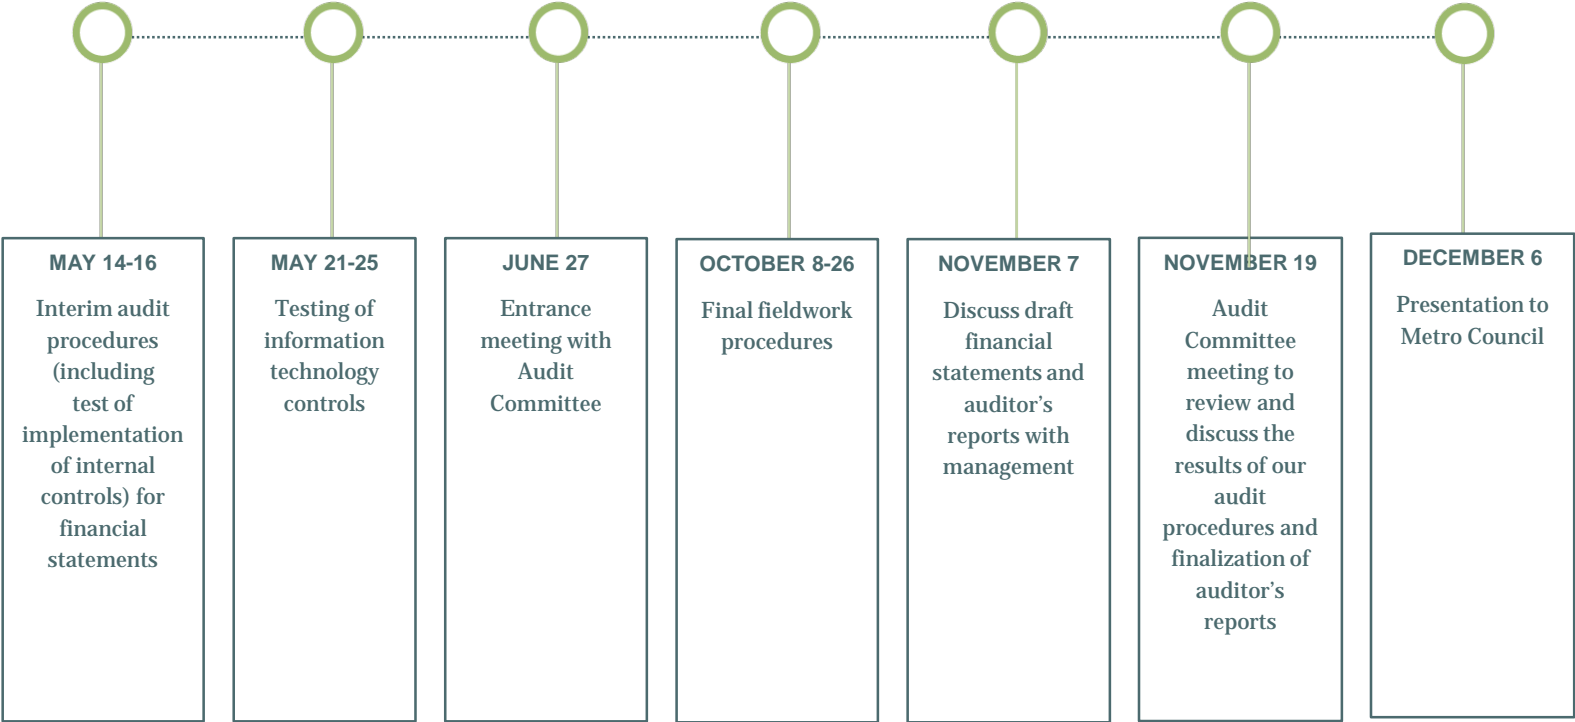 MAY 14-16
Interim audit
procedures
(including
test of
implementation
of internal
controls) for
financial
statements
MAY 21-25
Testing of
information
technology
controls
JUNE 27
Entrance
meeting with
Audit
Committee
OCTOBER 8-26
Final fieldwork
procedures
NOVEMBER 7
Discuss draft
financial
statements and
auditor’s
reports with
management
NOVEMBER 19
Audit
Committee
meeting to
review and
discuss the
results of our
audit
procedures and
finalization of
auditor’s
reports
DECEMBER 6
Presentation to
Metro Council